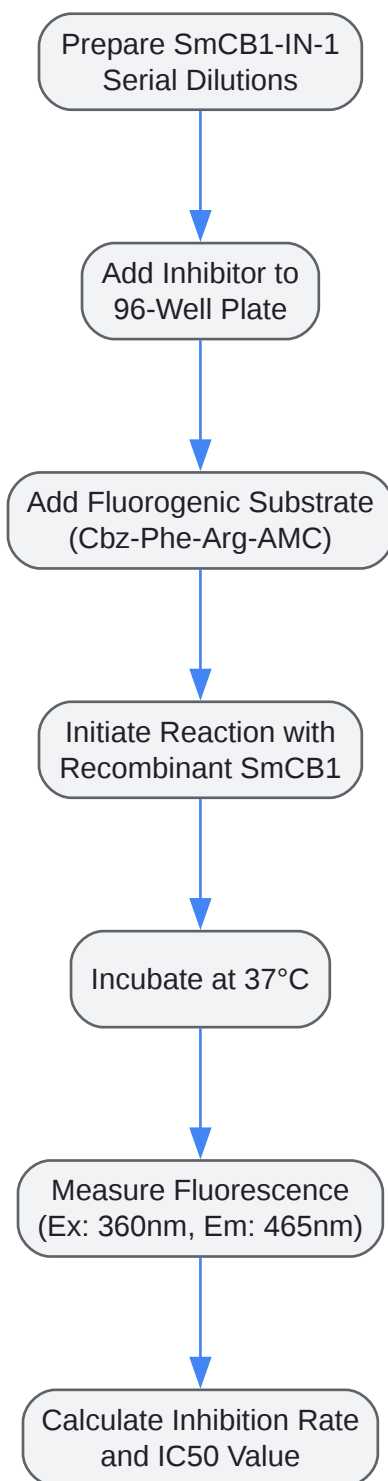 Prepare SmCB1-IN-1
Serial Dilutions
Add Inhibitor to
96-Well Plate
Add Fluorogenic Substrate
(Cbz-Phe-Arg-AMC)
Initiate Reaction with
Recombinant SmCB1
Incubate at 37°C
Measure Fluorescence
(Ex: 360nm, Em: 465nm)
Calculate Inhibition Rate
and IC50 Value